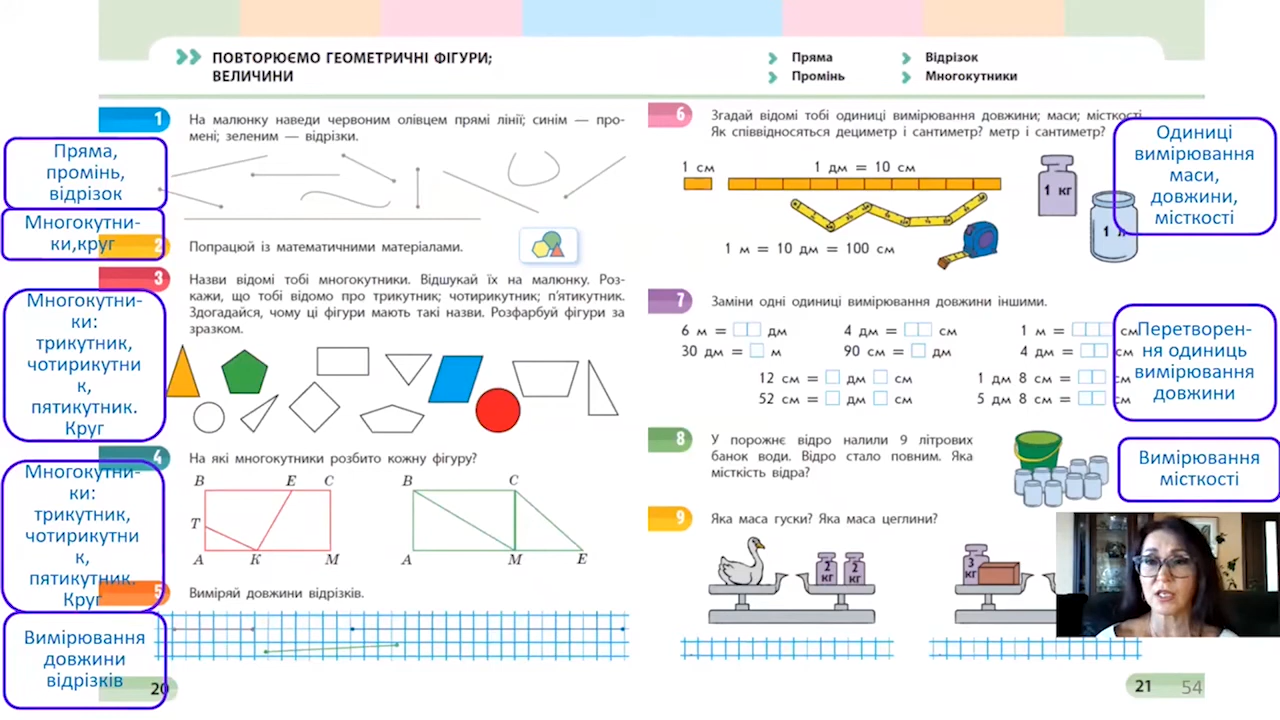 ПОВТОРЮЄМО ГЕОМЕТРИЧНІ ФІГУРИ;
ВЕЛИЧИНИ
Пряма
Відрізок
Промінь
Многокутники
1
На малюнку наведи червоним олівцем прямі лінії; синім — про-
мені; зеленим — відрізки.
Пряма,
промінь,
відрізок
Многокутни-
ки,круг
2
Попрацюй із математичними матеріалами.
3
Назви відомі тобі многокутники. Відшукай їх на малюнку. Роз-
кажи, що тобі відомо про трикутник; чотирикутник; п’ятикутник.
Здогадайся, чому ці фігури мають такі назви. Розфарбуй фігури за
зразком.
Многокутни-
ки:
трикутник,
чотирикутни
к,
пятикутник.
Круг
4
На які многокутники розбито кожну фігуру?
Многокутни-
ки:
трикутник,
чотирикутни
к,
пятикутник.
Круг
B E C
T
A K M
B C
A M E
5
Виміряй довжини відрізків.
Вимірювання
довжини
відрізків
20
6
Згадай відомі тобі одиниці вимірювання довжини; маси; місткості.
Як співвідносяться дециметр і сантиметр? метр і сантиметр?
Одиниці
вимірювання
маси,
довжини,
місткості
1 см
1 дм = 10 см
1 кг
1 л
1 м = 10 дм = 100 см
7
Заміни одні одиниці вимірювання довжини іншими.
6 м = дм
4 дм = см
1 м = см
30 дм = м
90 см = дм
4 дм = см
12 см = дм см
1 дм 8 см = см
52 см = дм см
5 дм 8 см = см
Перетворен-
ня одиниць
вимірювання
довжини
8
У порожнє відро налили 9 літрових
банок води. Відро стало повним. Яка
місткість відра?
Вимірювання
місткості
9
Яка маса гуски? Яка маса цеглини?
2 кг
2 кг
3 кг
21
54